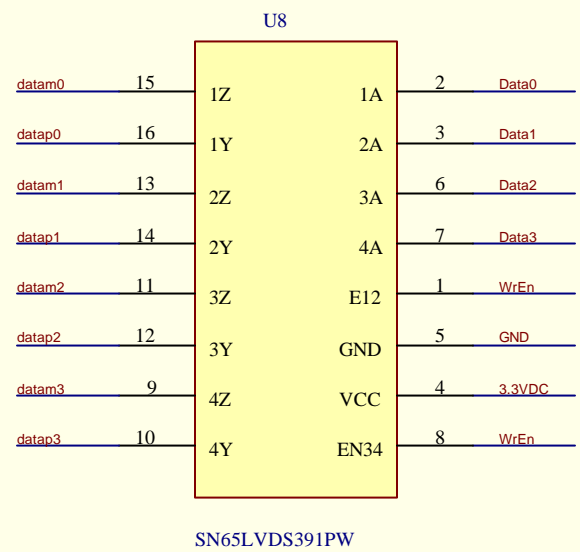 U8
datam0 15 1Z 1A 2 Data0
datap0 16 1Y 2A 3 Data1
datam1 13 2Z 3A 6 Data2
datap1 14 2Y 4A 7 Data3
datam2 11 3Z E12 1 WrEn
datap2 12 3Y GND 5 GND
datam3 9 4Z VCC 4 3.3VDC
datap3 10 4Y EN34 8 WrEn
SN65LVDS391PW